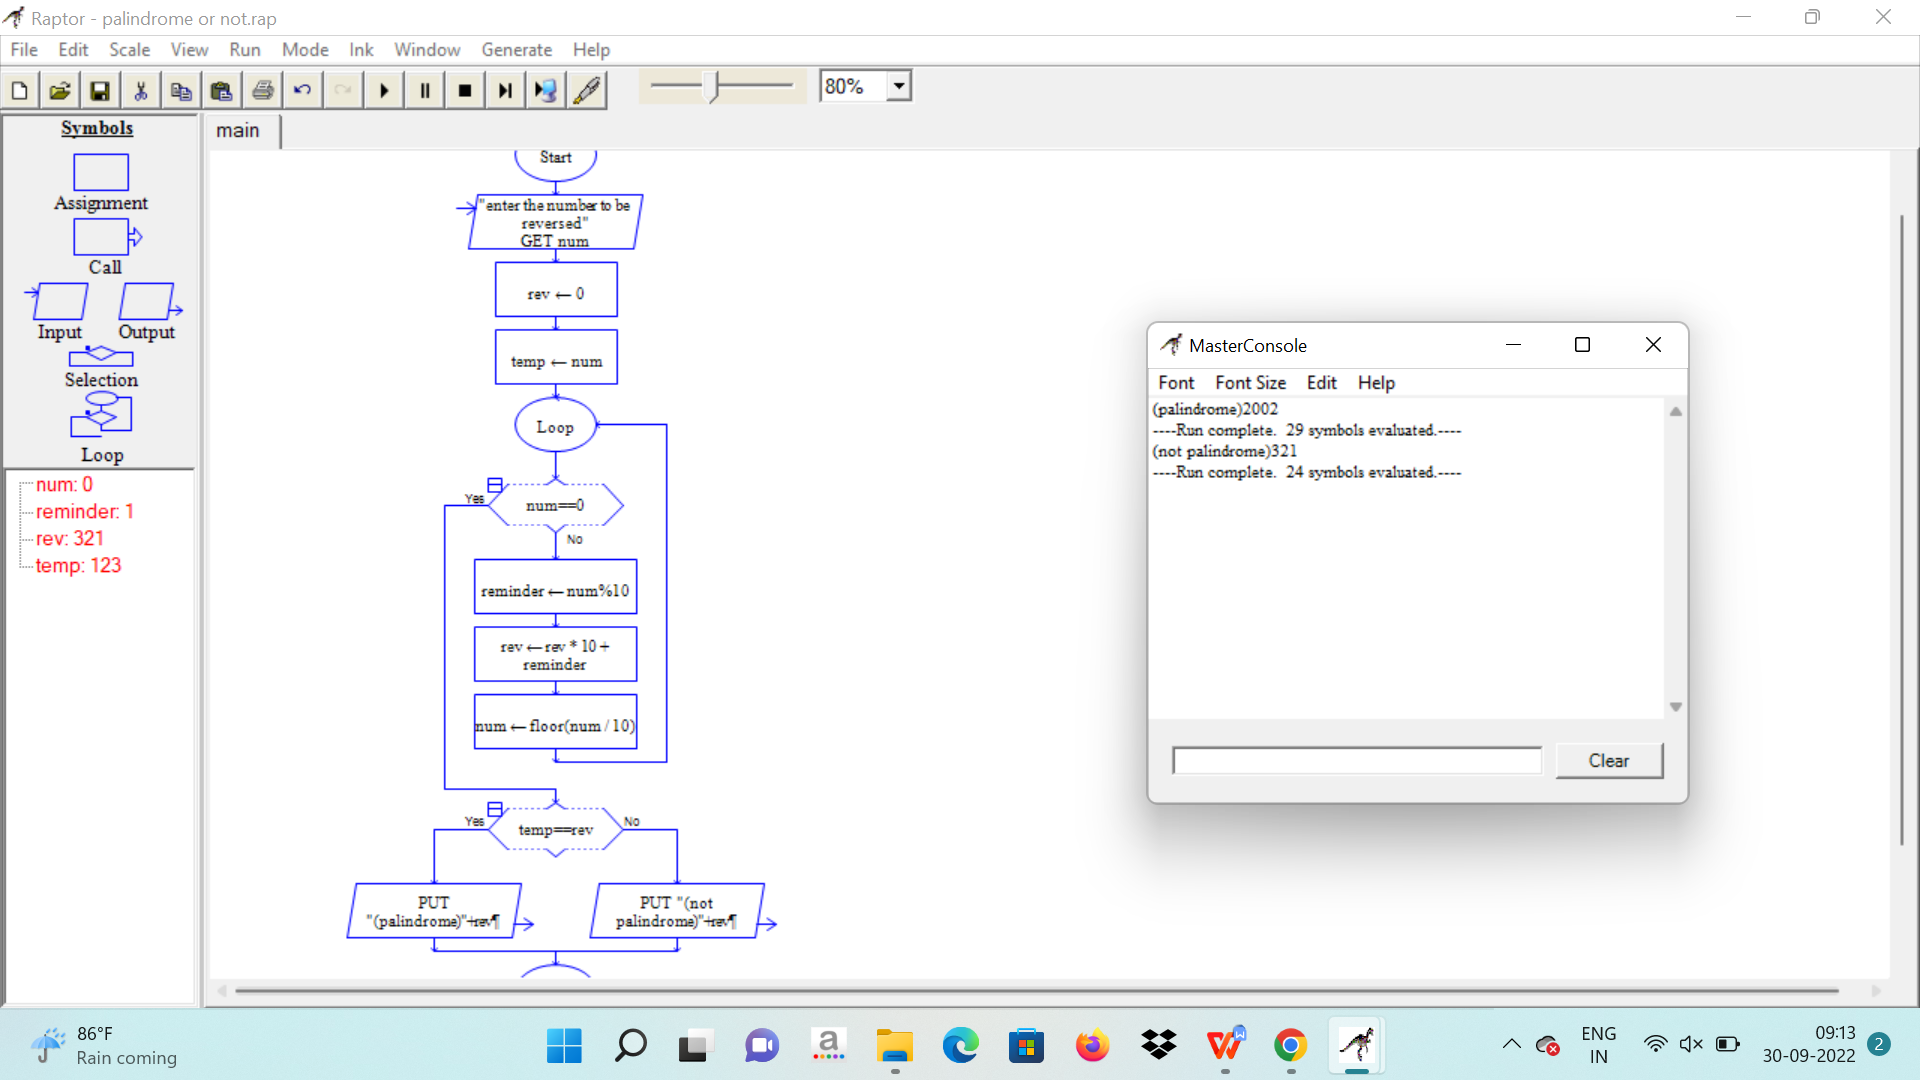 Raptor - palindrome or not.rap
File Edit Scale View Run Mode Ink Window Generate Help
80%
Symbols
Assignment
Call
Input Output
Selection
Loop
num: 0
reminder: 1
rev: 321
temp: 123
main
Start
"enter the number to be
reversed"
GET num
rev ← 0
temp ← num
Loop
Yes
num==0
No
reminder ← num%10
rev ← rev * 10 +
reminder
num ← floor(num / 10)
Yes
temp==rev
No
PUT
"(palindrome)"+rev¶
PUT "(not
palindrome)"+rev¶
MasterConsole
Font Font Size Edit Help
(palindrome)2002
----Run complete. 29 symbols evaluated.----
(not palindrome)321
----Run complete. 24 symbols evaluated.----
Clear
86°F
Rain coming
a
W
ENG
IN
09:13
30-09-2022
2